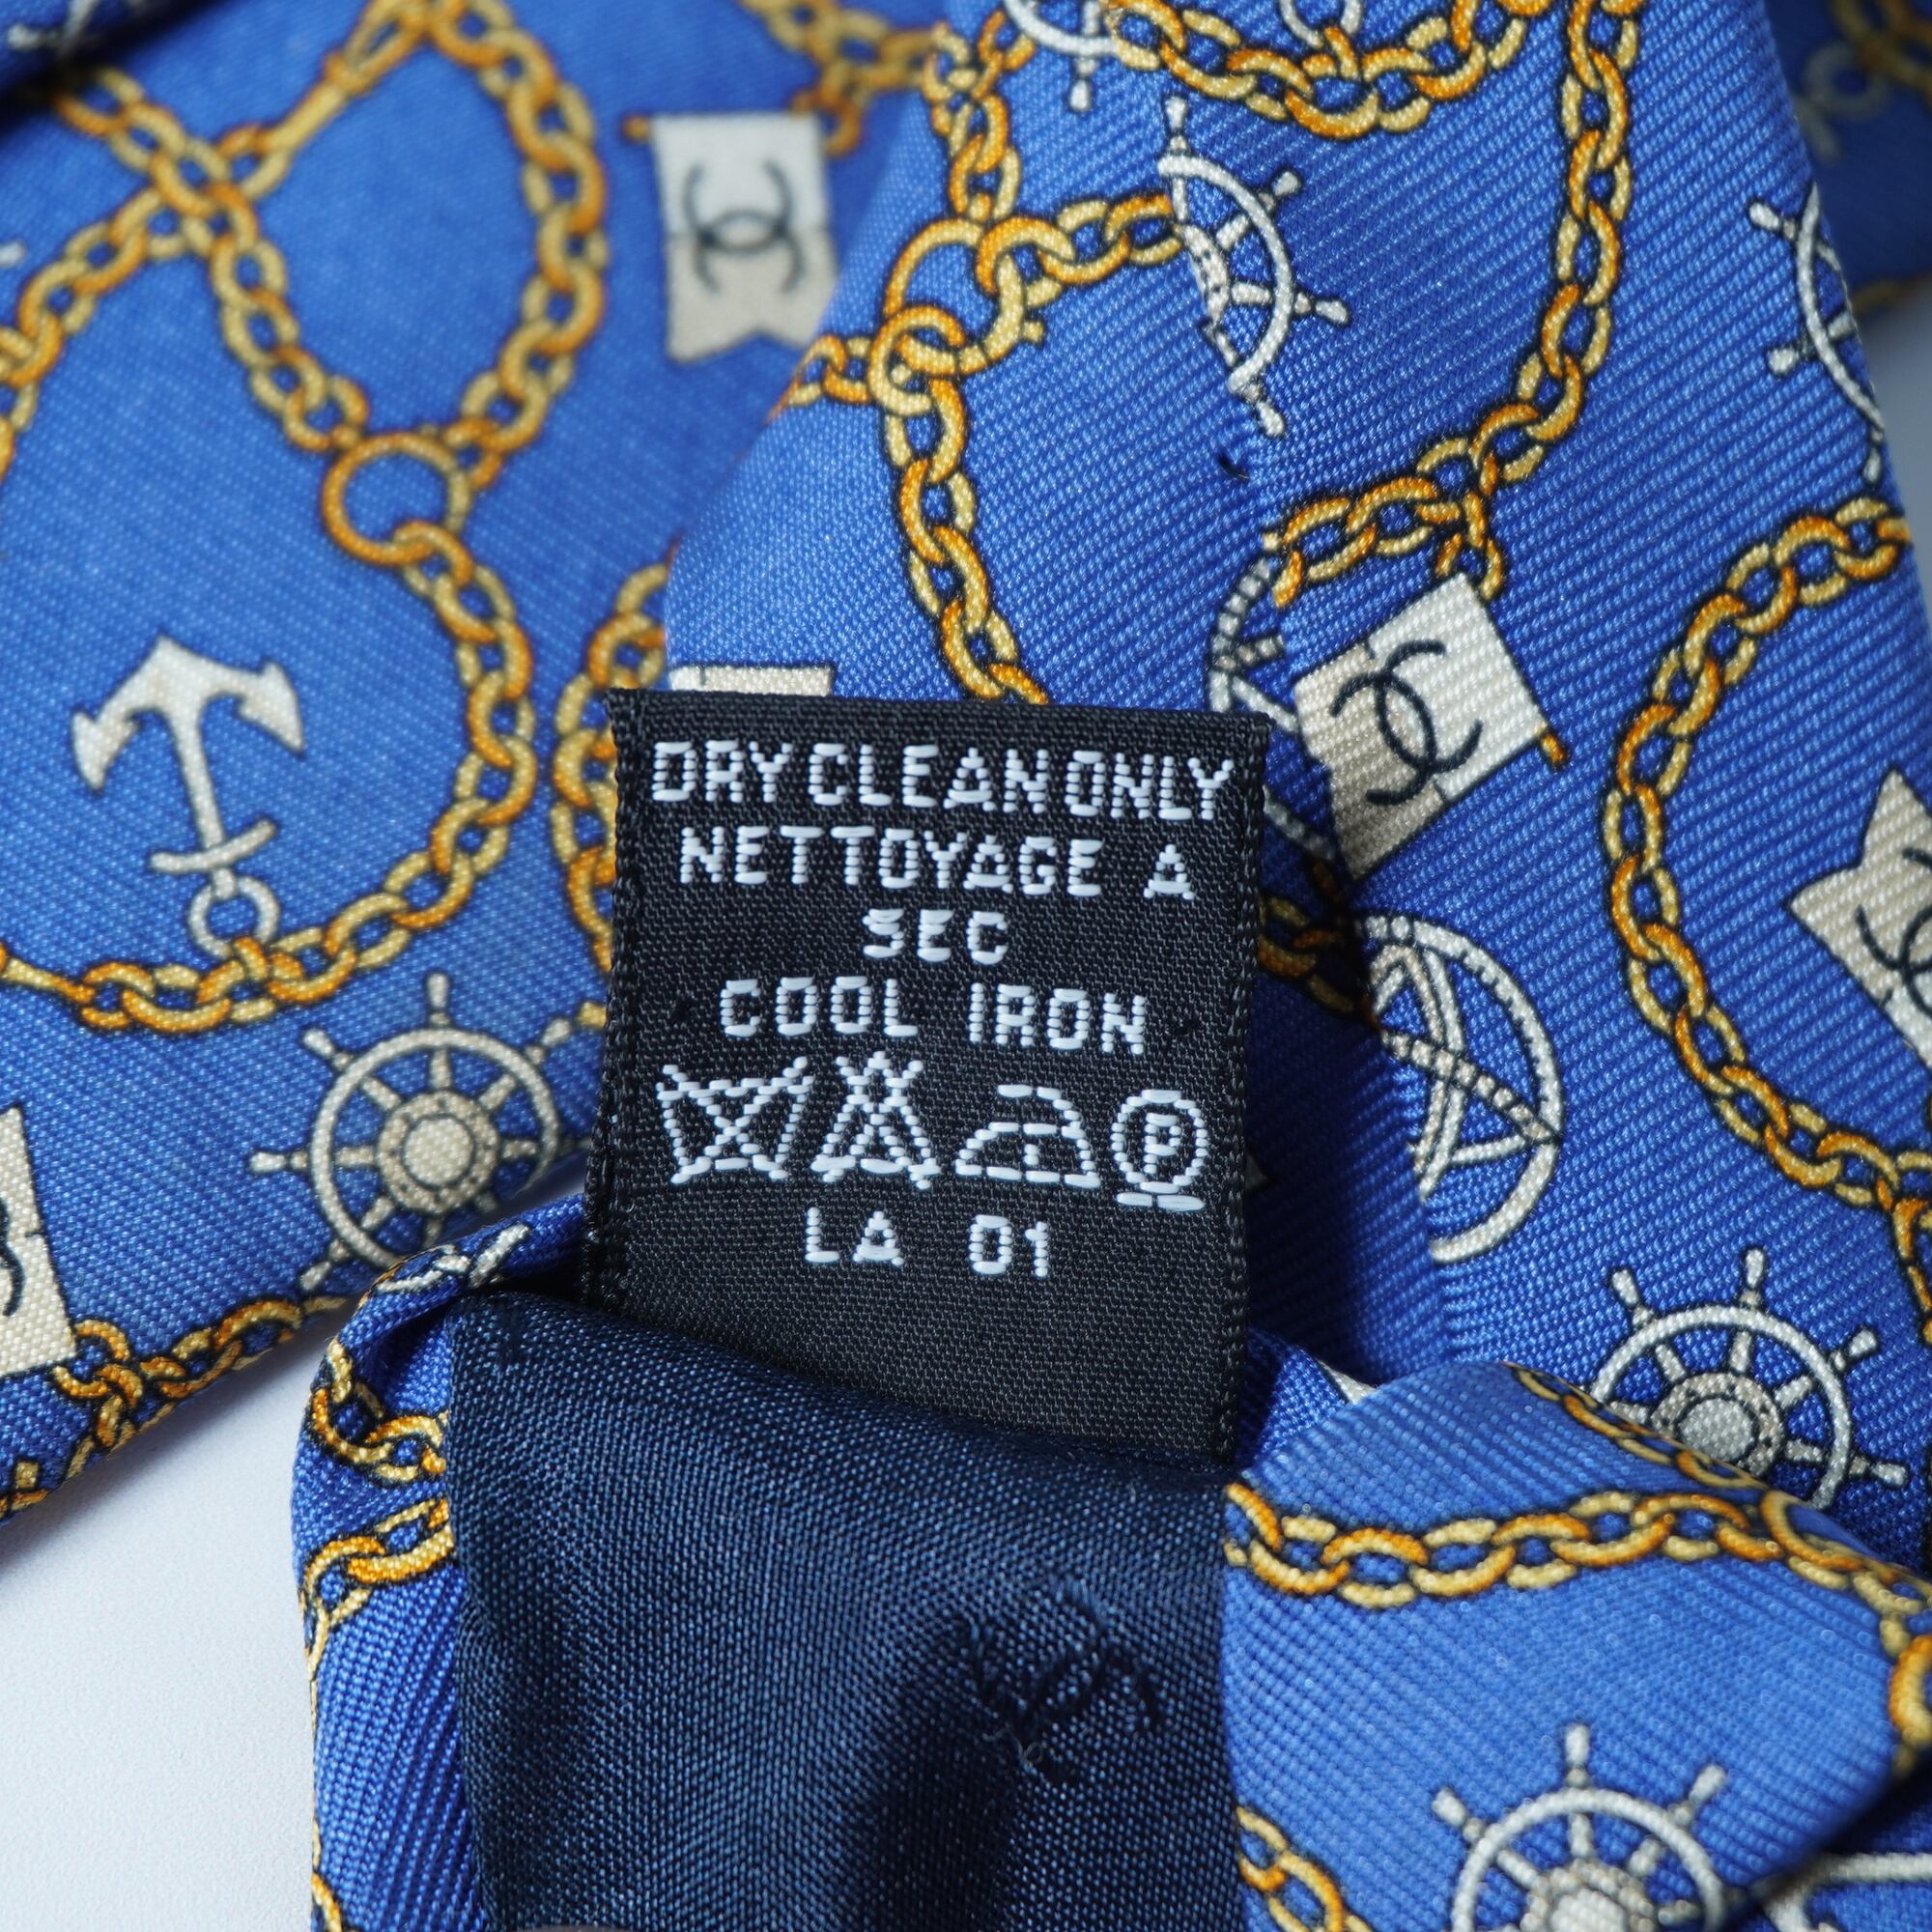 DRY CLEAN ONLY
NETTOYAGE A
SEC
COOL IRON
P
LA 01